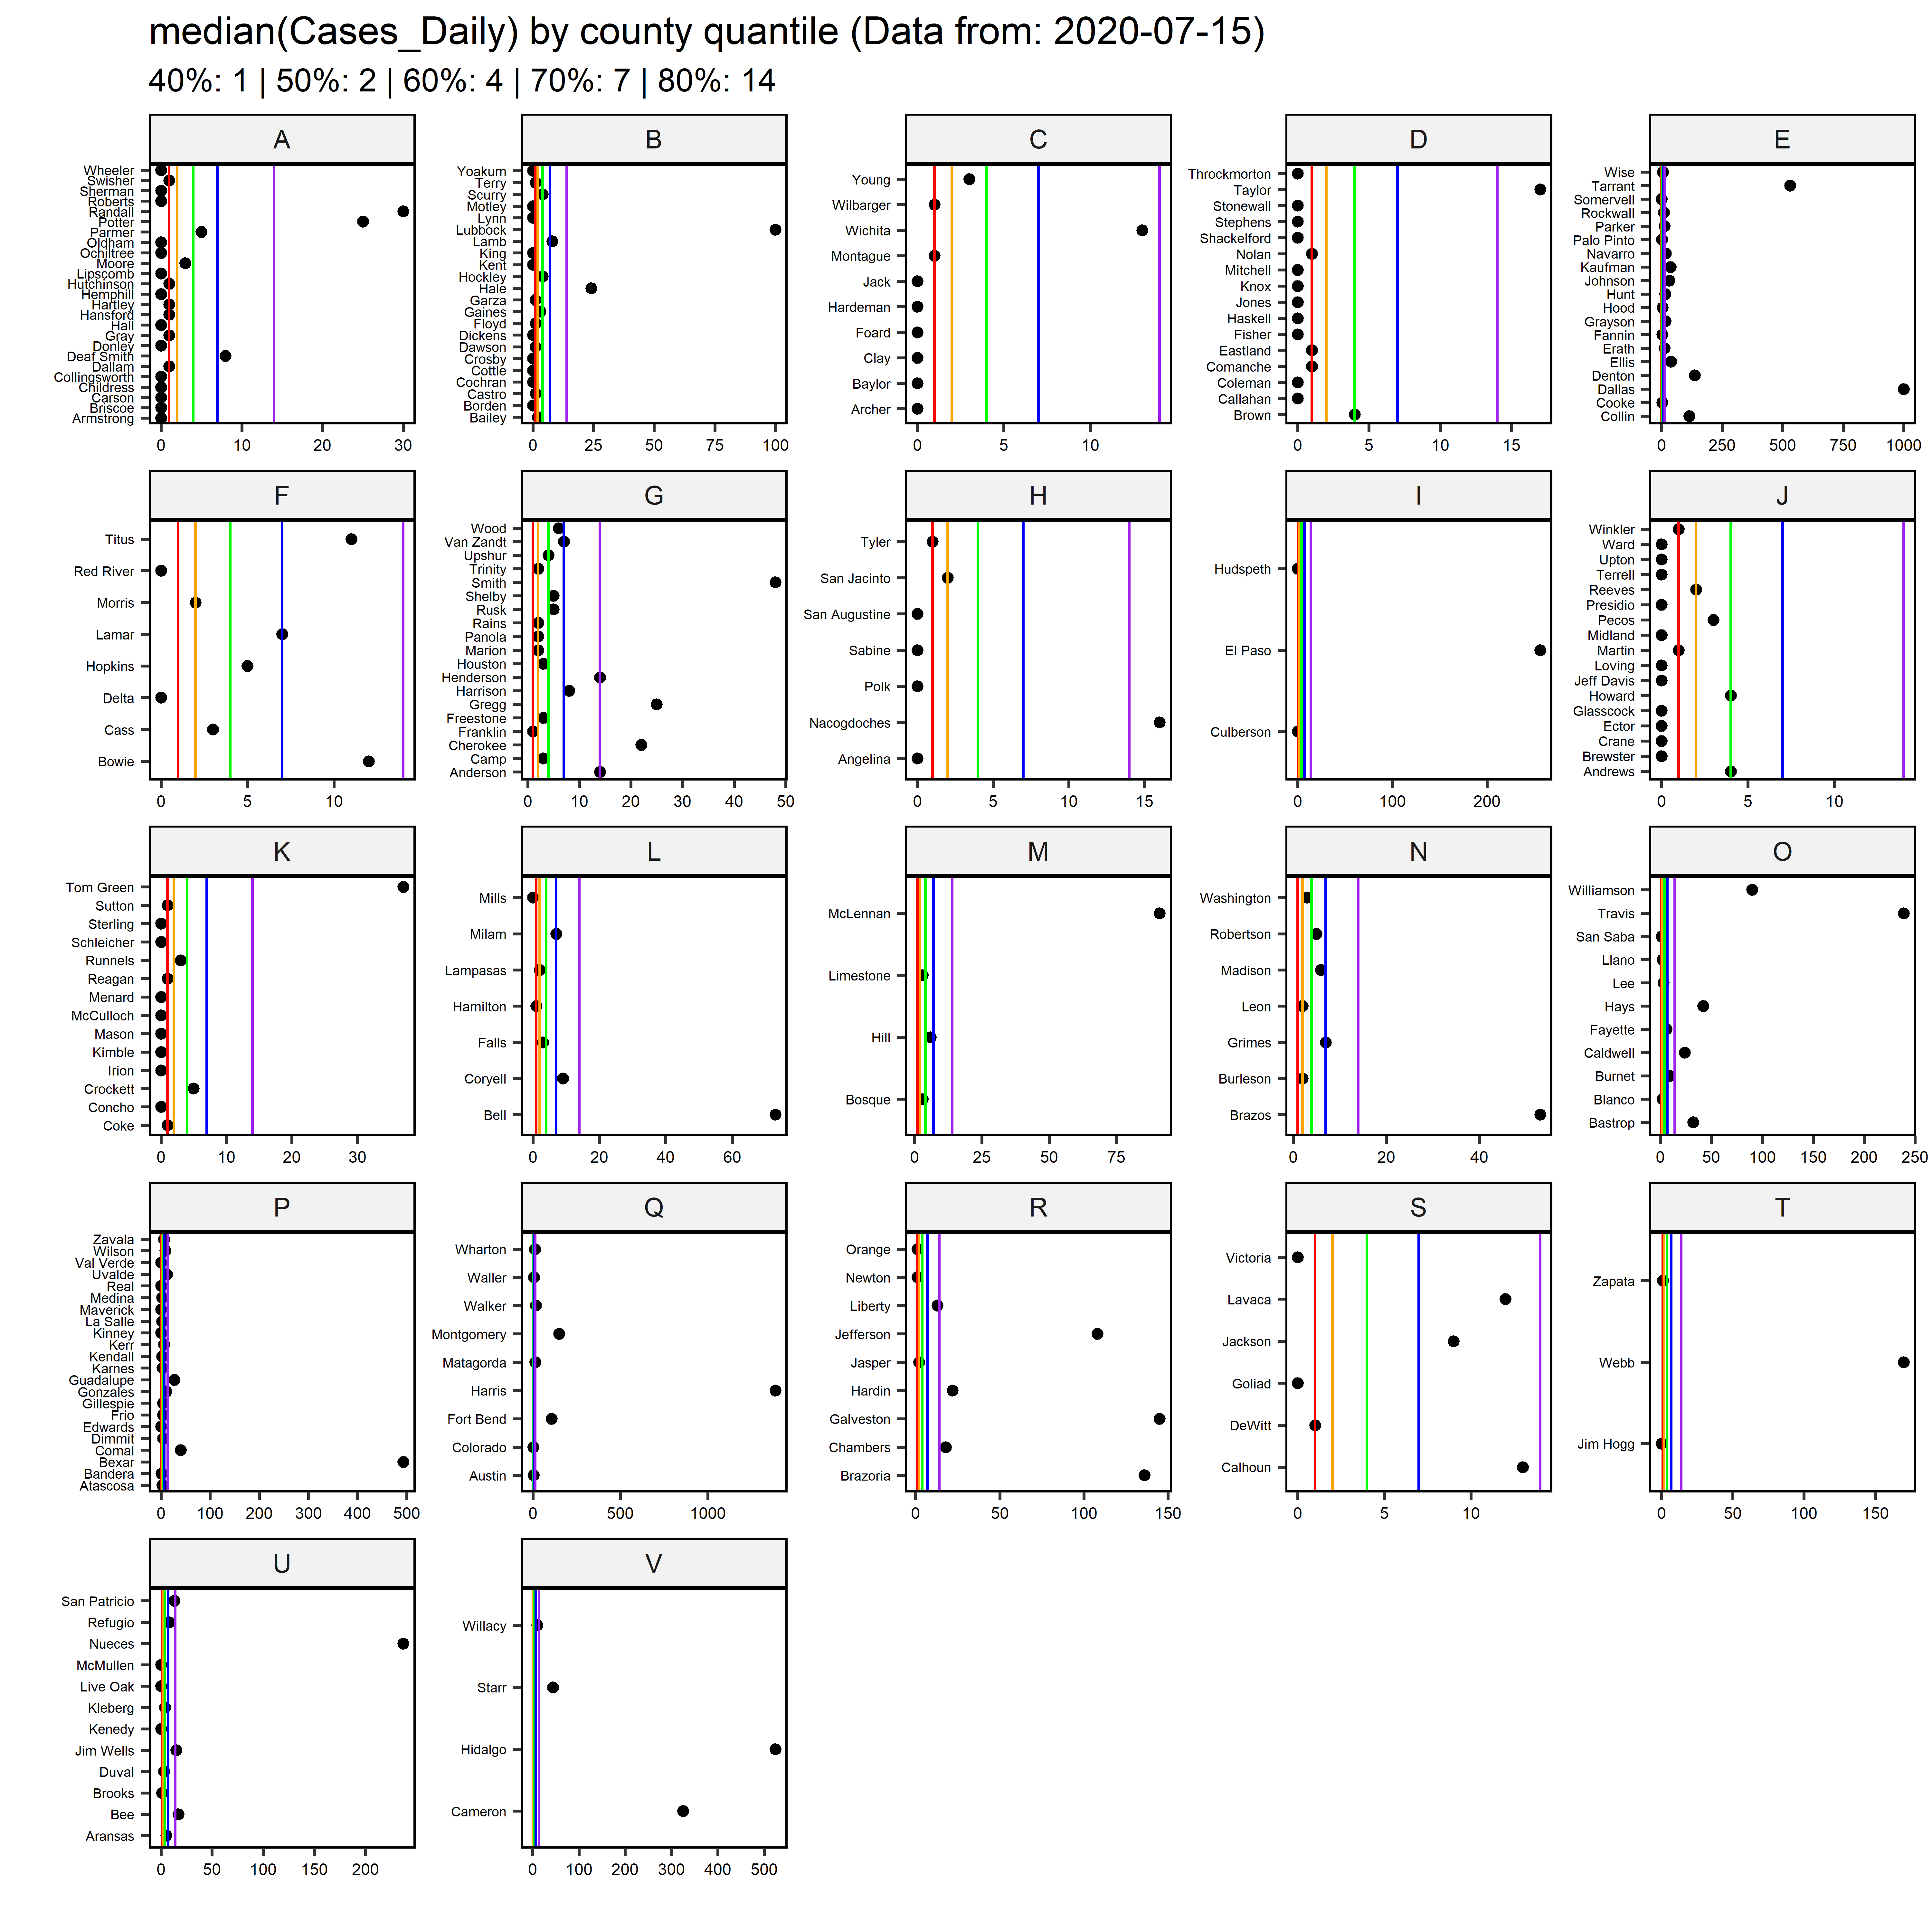 median(Cases_Daily) by county quantile (Data from: 2020-07-15)
40%: 1 | 50%: 2 | 60%: 4 | 70%: 7 | 80%: 14
A
Wheeler
Swisher
Sherman
Roberts
Randall
Potter
Parmer
Oldham
Ochiltree
Moore
Lipscomb
Hutchinson
Hemphill
Hartley
Hansford
Hall
Gray
Donley
Deaf Smith
Dallam
Collingsworth
Childress
Carson
Briscoe
Armstrong
0 10 20 30
B
Yoakum
Terry
Scurry
Motley
Lynn
Lubbock
Lamb
King
Kent
Hockley
Hale
Garza
Gaines
Floyd
Dickens
Dawson
Crosby
Cottle
Cochran
Castro
Borden
Bailey
0 25 50 75 100
C
Young
Wilbarger
Wichita
Montague
Jack
Hardeman
Foard
Clay
Baylor
Archer
0 5 10
D
Throckmorton
Taylor
Stonewall
Stephens
Shackelford
Nolan
Mitchell
Knox
Jones
Haskell
Fisher
Eastland
Comanche
Coleman
Callahan
Brown
0 5 10 15
E
Wise
Tarrant
Somervell
Rockwall
Parker
Palo Pinto
Navarro
Kaufman
Johnson
Hunt
Hood
Grayson
Fannin
Erath
Ellis
Denton
Dallas
Cooke
Collin
0 250 500 750 1000
F
Titus
Red River
Morris
Lamar
Hopkins
Delta
Cass
Bowie
0 5 10
G
Wood
Van Zandt
Upshur
Trinity
Smith
Shelby
Rusk
Rains
Panola
Marion
Houston
Henderson
Harrison
Gregg
Freestone
Franklin
Cherokee
Camp
Anderson
0 10 20 30 40 50
H
Tyler
San Jacinto
San Augustine
Sabine
Polk
Nacogdoches
Angelina
0 5 10 15
I
Hudspeth
El Paso
Culberson
0 100 200
J
Winkler
Ward
Upton
Terrell
Reeves
Presidio
Pecos
Midland
Martin
Loving
Jeff Davis
Howard
Glasscock
Ector
Crane
Brewster
Andrews
0 5 10
K
Tom Green
Sutton
Sterling
Schleicher
Runnels
Reagan
Menard
McCulloch
Mason
Kimble
Irion
Crockett
Concho
Coke
0 10 20 30
L
Mills
Milam
Lampasas
Hamilton
Falls
Coryell
Bell
0 20 40 60
M
McLennan
Limestone
Hill
Bosque
0 25 50 75
N
Washington
Robertson
Madison
Leon
Grimes
Burleson
Brazos
0 20 40
O
Williamson
Travis
San Saba
Llano
Lee
Hays
Fayette
Caldwell
Burnet
Blanco
Bastrop
0 50 100 150 200 250
P
Zavala
Wilson
Val Verde
Uvalde
Real
Medina
Maverick
La Salle
Kinney
Kerr
Kendall
Karnes
Guadalupe
Gonzales
Gillespie
Frio
Edwards
Dimmit
Comal
Bexar
Bandera
Atascosa
0 100 200 300 400 500
Q
Wharton
Waller
Walker
Montgomery
Matagorda
Harris
Fort Bend
Colorado
Austin
0 500 1000
R
Orange
Newton
Liberty
Jefferson
Jasper
Hardin
Galveston
Chambers
Brazoria
0 50 100 150
S
Victoria
Lavaca
Jackson
Goliad
DeWitt
Calhoun
0 5 10
T
Zapata
Webb
Jim Hogg
0 50 100 150
U
San Patricio
Refugio
Nueces
McMullen
Live Oak
Kleberg
Kenedy
Jim Wells
Duval
Brooks
Bee
Aransas
0 50 100 150 200
V
Willacy
Starr
Hidalgo
Cameron
0 100 200 300 400 500